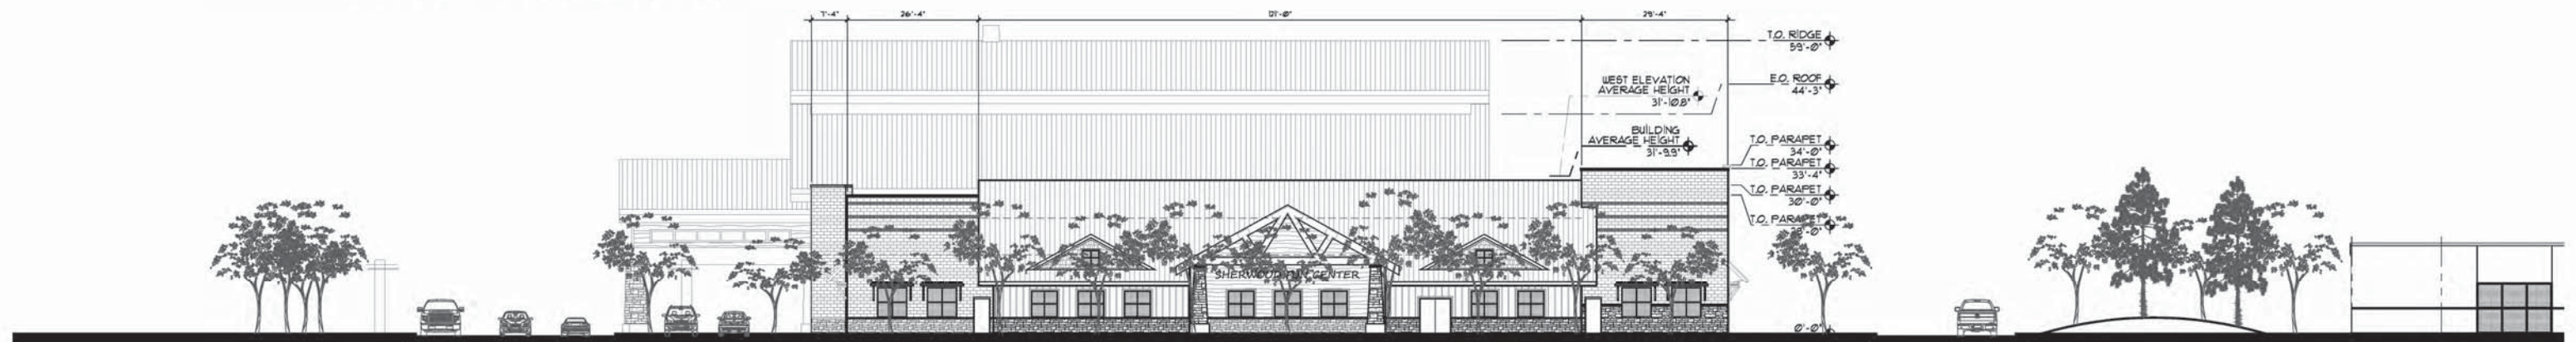 7'-4"
26'-4"
121'-0"
29'-4"
T.O. RIDGE
59'-0"
WEST ELEVATION
AVERAGE HEIGHT
31'-10.8"
E.O. ROOF
44'-3"
BUILDING
AVERAGE HEIGHT
31'-9.9"
T.O. PARAPET
34'-0"
T.O. PARAPET
33'-4"
T.O. PARAPET
30'-0"
T.O. PARAPET
SHERWOOD CENTER
0'-0"